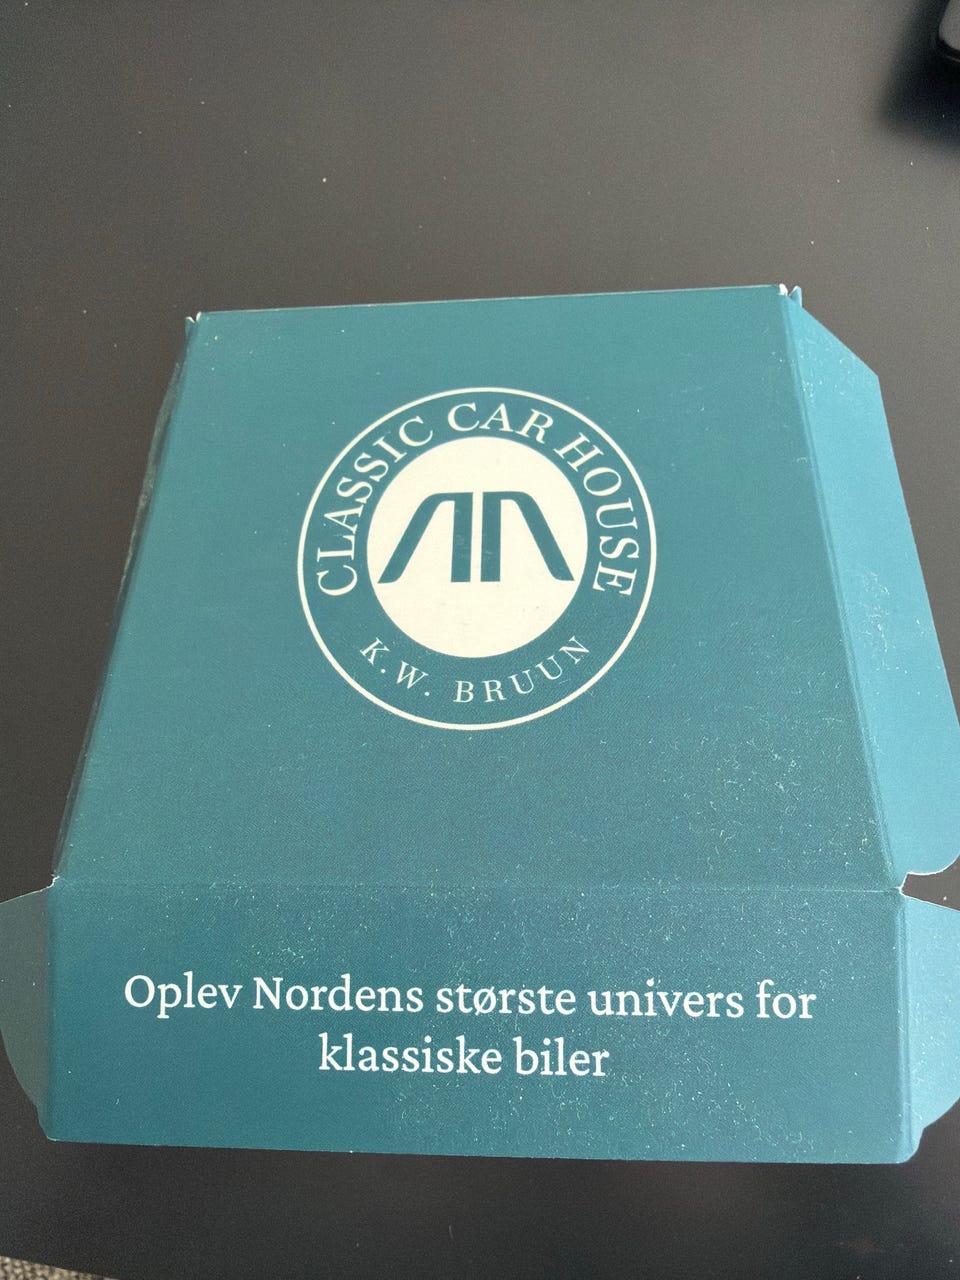 CLASSIC CAR HOUSE
K.W. BRUUN
Oplev Nordens største univers for
klassiske biler